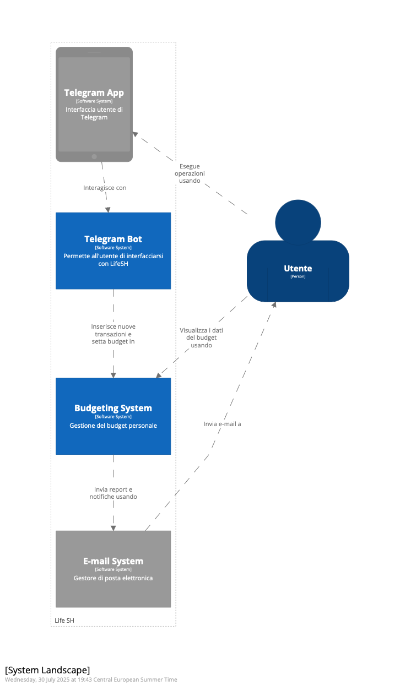 Telegram App
[Software System]
Interfaccia utente di
Telegram
Esegue
operazioni
usando
Interagisce con
Telegram Bot
[Software System]
Permette all'utente di interfacciarsi
con LifeSH
Utente
[Person]
Inserisce nuove
transazioni e
setta budget in
Visualizza i dati
del budget
usando
Budgeting System
[Software System]
Gestione del budget personale
Invia e-mail a
Invia report e
notifiche usando
E-mail System
[Software System]
Gestore di posta elettronica
Life SH
[System Landscape]
Wednesday, 30 July 2025 at 19:43 Central European Summer Time